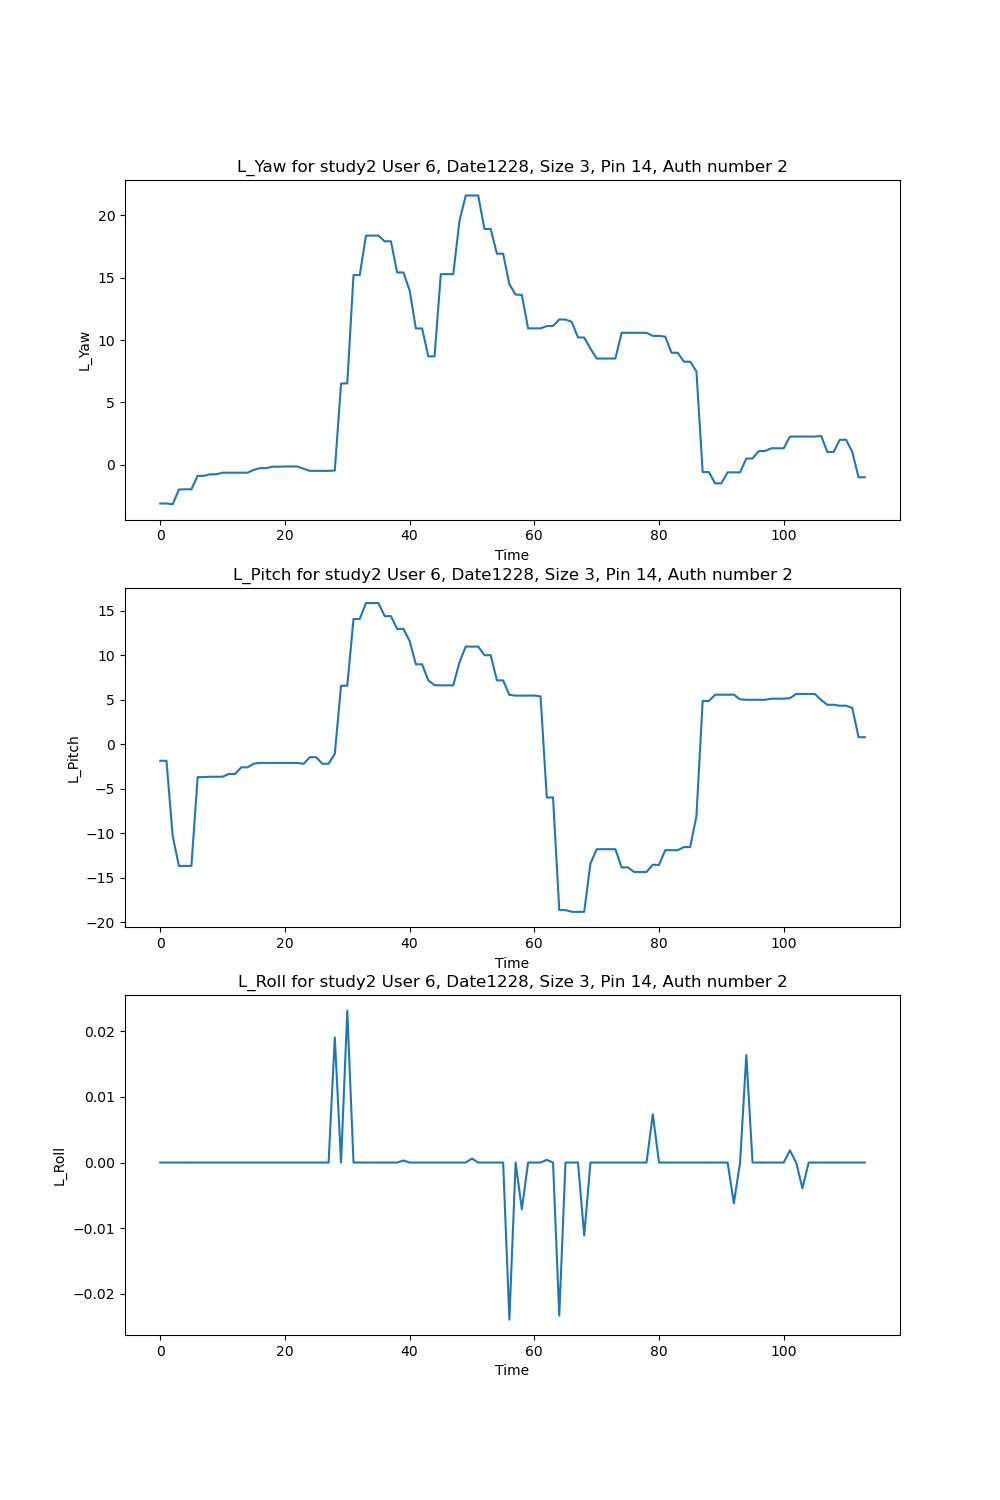 L_Yaw for study2 User 6, Date1228, Size 3, Pin 14, Auth number 2
20
15
10
5
0
L_Yaw
0 20 40 60 80 100
Time
L_Pitch for study2 User 6, Date1228, Size 3, Pin 14, Auth number 2
15
10
5
0
−5
−10
−15
−20
L_Pitch
0 20 40 60 80 100
Time
L_Roll for study2 User 6, Date1228, Size 3, Pin 14, Auth number 2
0.02
0.01
0.00
−0.01
−0.02
L_Roll
0 20 40 60 80 100
Time